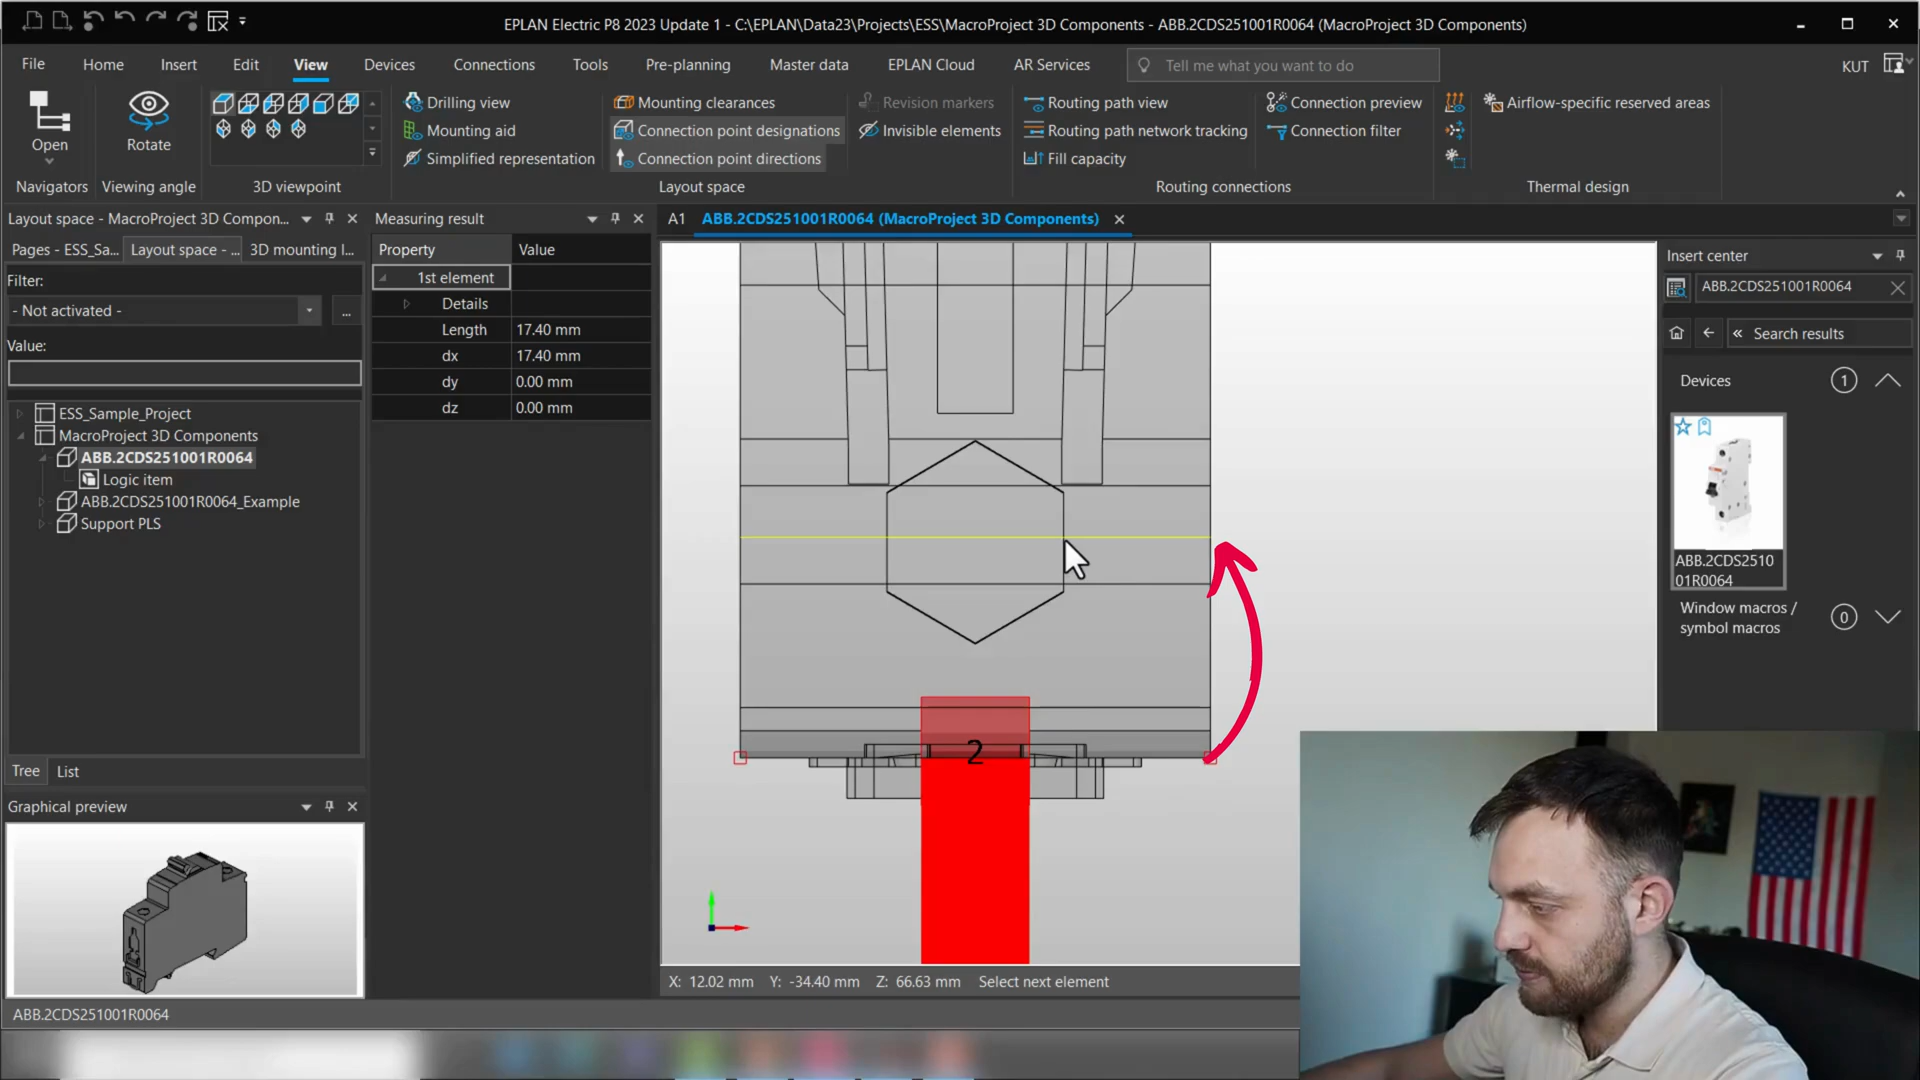 EPLAN Electric P8 2023 Update 1 - C:\EPLAN\Data23\Projects\ESS\MacroProject 3D Components - ABB.2CDS251001R0064 (MacroProject 3D Components)
File Home Insert Edit View Devices Connections Tools Pre-planning Master data EPLAN Cloud AR Services Tell me what you want to do KUT
Drilling view Mounting clearances Revision markers Routing path view Connection preview Airflow-specific reserved areas
Mounting aid Connection point designations Invisible elements Routing path network tracking Connection filter
Open Rotate
Simplified representation Connection point directions Fill capacity
Navigators Viewing angle 3D viewpoint Layout space Routing connections Thermal design
Layout space - MacroProject 3D Compon... Measuring result A1 ABB.2CDS251001R0064 (MacroProject 3D Components)
Pages - ESS_Sa... Layout space - ... 3D mounting l...
Property Value
Insert center
Filter:
1st element
ABB.2CDS251001R0064
- Not activated - ...
Details
Length 17.40 mm
« Search results
Value:
dx 17.40 mm
dy 0.00 mm
Devices 1
dz 0.00 mm
ESS_Sample_Project
MacroProject 3D Components
ABB.2CDS251001R0064
Logic item
ABB.2CDS251001R0064_Example
Support PLS
ABB.2CDS2510
01R0064
Window macros /
symbol macros
0
2
Tree List
Graphical preview
X: 12.02 mm Y: -34.40 mm Z: 66.63 mm Select next element
ABB.2CDS251001R0064